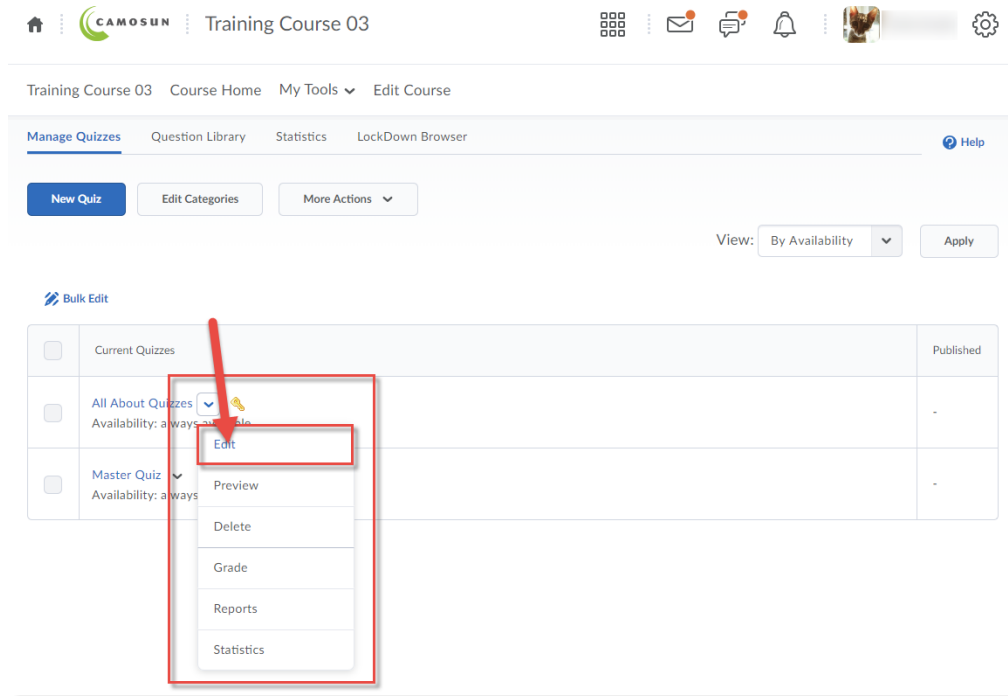 CAMOSUN
Training Course 03
Training Course 03 Course Home My Tools Edit Course
Manage Quizzes Question Library Statistics LockDown Browser
Help
New Quiz Edit Categories More Actions
View: By Availability Apply
Bulk Edit
Current Quizzes Published
All About Quizzes
Availability: always available
-
Edit
Master Quiz
Availability: always
-
Preview
Delete
Grade
Reports
Statistics